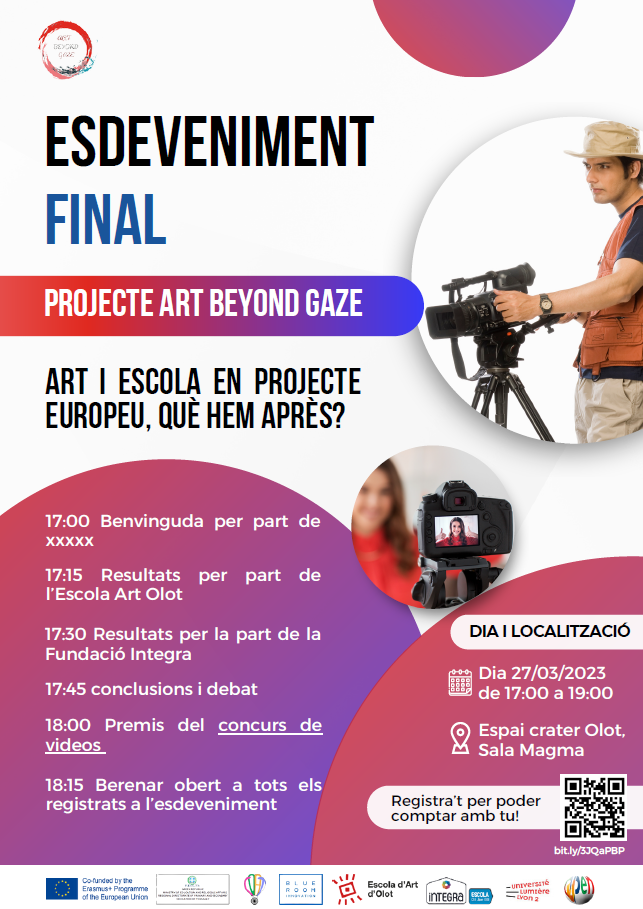 ART
BEYOND
GAZE
ESDEVENIMENT
FINAL
PROJECTE ART BEYOND GAZE
ART I ESCOLA EN PROJECTE
EUROPEU, QUÈ HEM APRÈS?
17:00 Benvinguda per part de
xxxxx
17:15 Resultats per part de
l'Escola Art Olot
17:30 Resultats per la part de la
Fundació Integra
17:45 conclusions i debat
18:00 Premis del concurs de
videos
18:15 Berenar obert a tots els
registrats a l'esdeveniment
DIA I LOCALITZACIÓ
Dia 27/03/2023
de 17:00 a 19:00
Espai crater Olot,
Sala Magma
Registra't per poder
comptar amb tu!
bit.ly/3JQaPBP
Co-funded by the
Erasmus+ Programme
of the European Union
BLUE
ROOM
INNOVATION
Escola d'Art
d'Olot
INTEGRA
ESCOLA
UNIVERSITÉ
LUMIÈRE
LYON 2